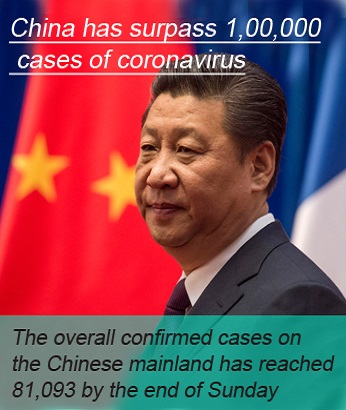 China has surpass 1,00,000
cases of coronavirus
The overall confirmed cases on
the Chinese mainland has reached
81,093 by the end of Sunday